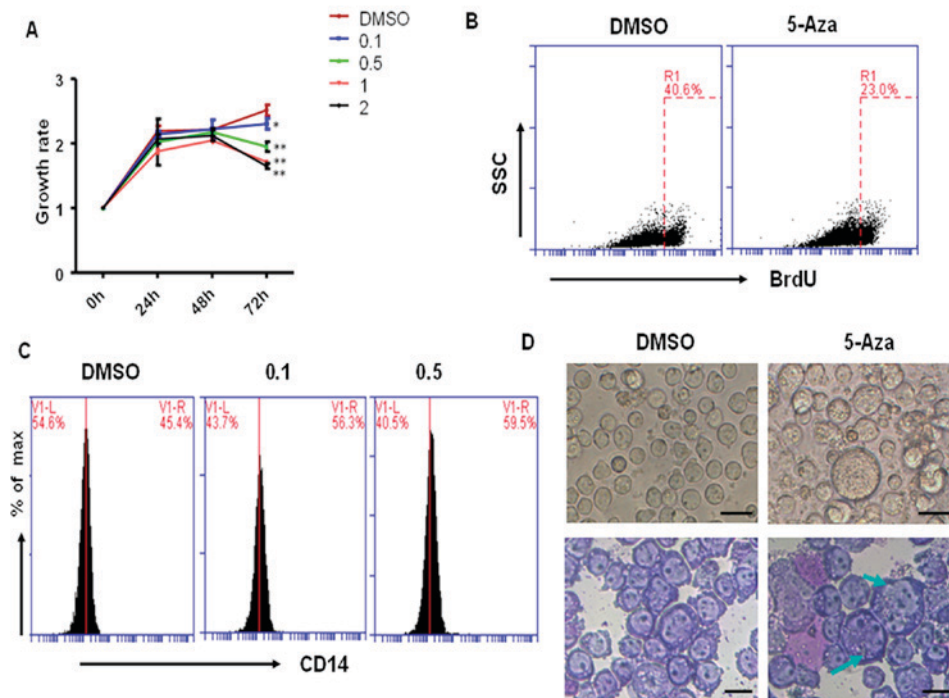 A
DMSO
0.1
0.5
1
2
Growth rate
3
2
1
0
0h
24h
48h
72h
*
**
**
**
B
DMSO
5-Aza
R1
40.6%
R1
23.0%
SSC
BrdU
C
DMSO
0.1
0.5
V1-L
54.6%
V1-R
45.4%
V1-L
43.7%
V1-R
56.3%
V1-L
40.5%
V1-R
59.5%
% of max
CD14
D
DMSO
5-Aza